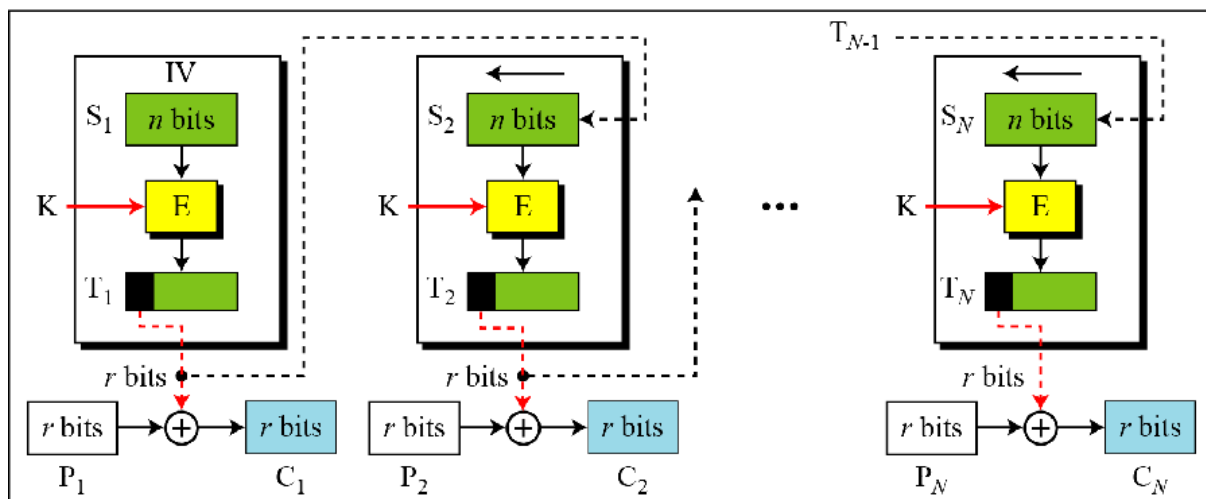 IV
S1 n bits
K E
T1
r bits
r bits r bits
P1 C1
S2 n bits
K E
T2
r bits
r bits r bits
P2 C2
...
TN-1
SN n bits
K E
TN
r bits
r bits r bits
PN CN